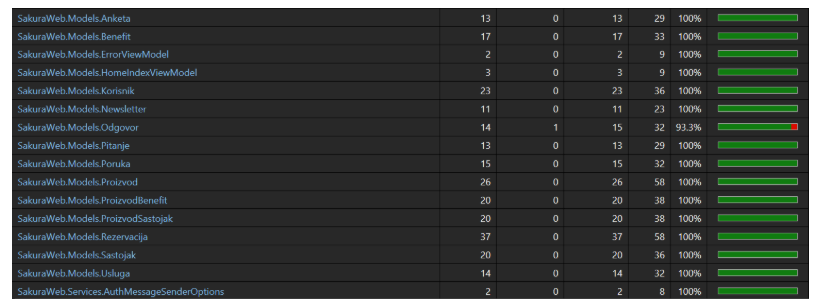 SakuraWeb.Models.Anketa 13 0 13 29 100%
SakuraWeb.Models.Benefit 17 0 17 33 100%
SakuraWeb.Models.ErrorViewModel 2 0 2 9 100%
SakuraWeb.Models.HomeIndexViewModel 3 0 3 9 100%
SakuraWeb.Models.Korisnik 23 0 23 36 100%
SakuraWeb.Models.Newsletter 11 0 11 23 100%
SakuraWeb.Models.Odgovor 14 1 15 32 93.3%
SakuraWeb.Models.Pitanje 13 0 13 29 100%
SakuraWeb.Models.Poruka 15 0 15 32 100%
SakuraWeb.Models.Proizvod 26 0 26 58 100%
SakuraWeb.Models.ProizvodBenefit 20 0 20 38 100%
SakuraWeb.Models.ProizvodSastojak 20 0 20 38 100%
SakuraWeb.Models.Rezervacija 37 0 37 58 100%
SakuraWeb.Models.Sastojak 20 0 20 36 100%
SakuraWeb.Models.Usluga 14 0 14 32 100%
SakuraWeb.Services.AuthMessageSenderOptions 2 0 2 8 100%